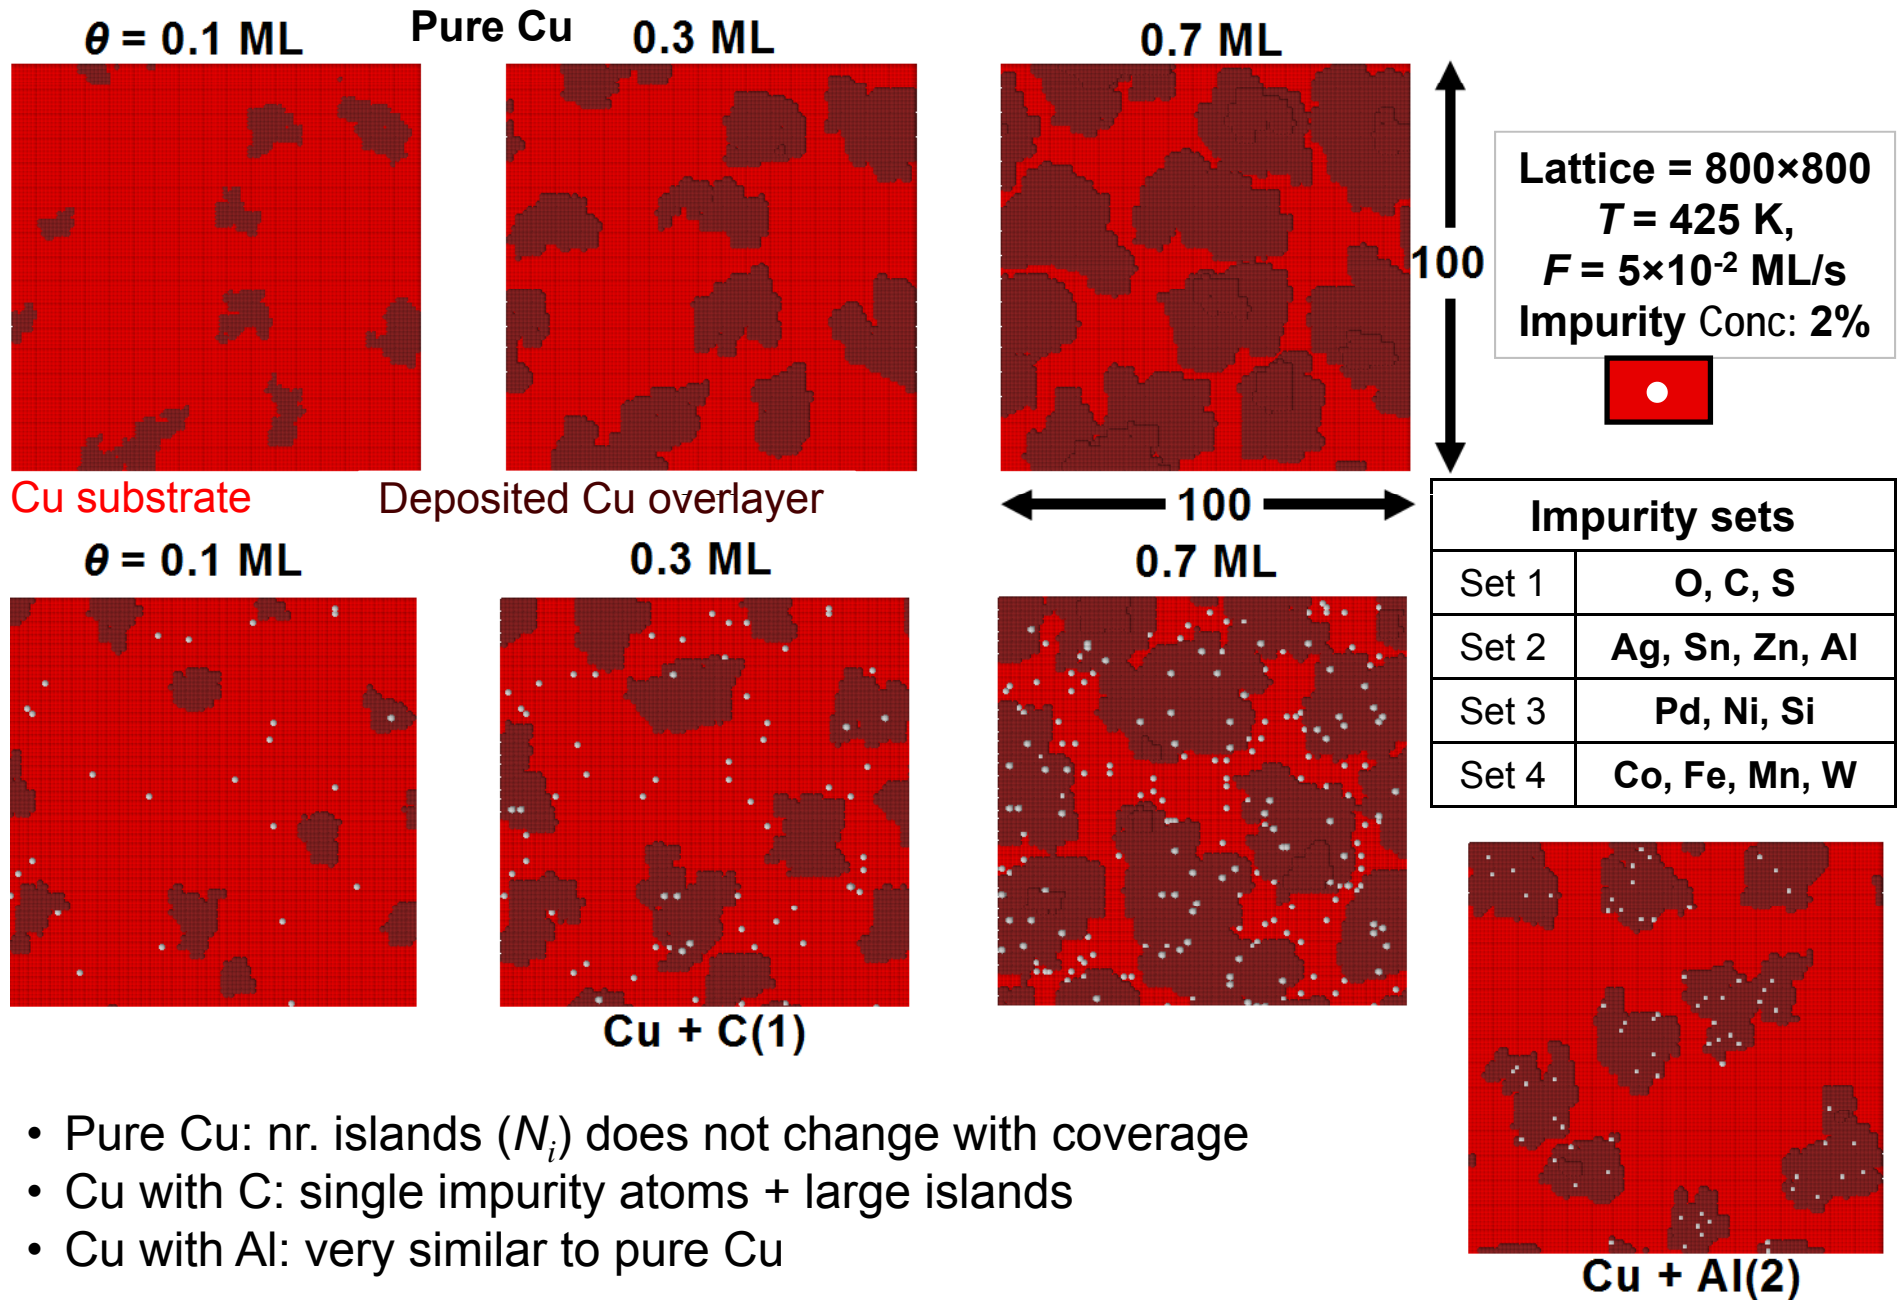 Pure Cu
θ = 0.1 ML
0.3 ML
0.7 ML
100
Lattice = 800×800
T = 425 K,
F = 5×10⁻² ML/s
Impurity Conc: 2%
Cu substrate
Deposited Cu overlayer
100
θ = 0.1 ML
0.3 ML
0.7 ML
Impurity sets
Set 1 O, C, S
Set 2 Ag, Sn, Zn, Al
Set 3 Pd, Ni, Si
Set 4 Co, Fe, Mn, W
Cu + C(1)
• Pure Cu: nr. islands (Nᵢ) does not change with coverage
• Cu with C: single impurity atoms + large islands
• Cu with Al: very similar to pure Cu
Cu + Al(2)